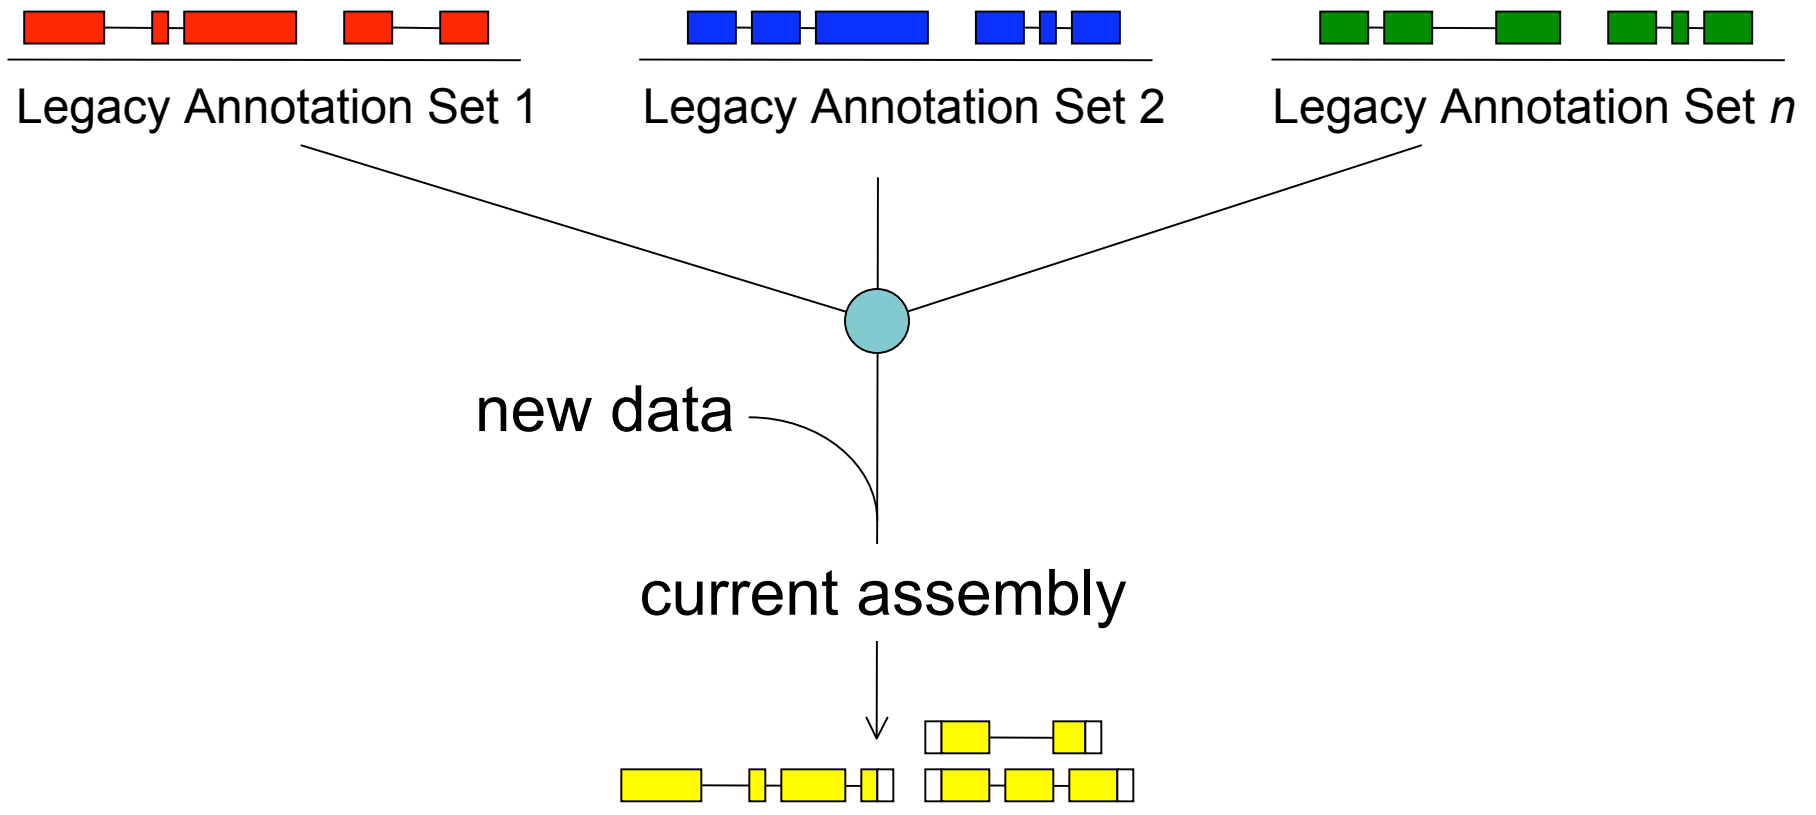 Legacy Annotation Set 1
Legacy Annotation Set 2
Legacy Annotation Set n
new data
current assembly